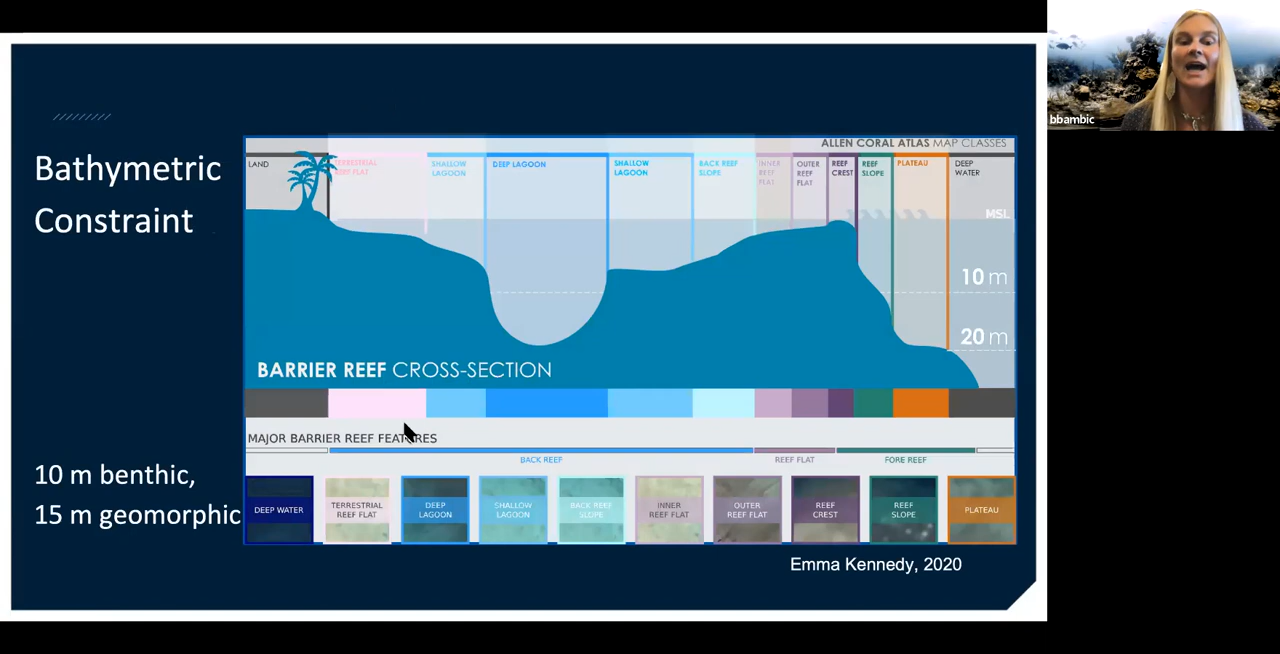 bbambic
Bathymetric
Constraint
ALLEN CORAL ATLAS MAP CLASSES
LAND
TERRESTRIAL
REEF FLAT
SHALLOW
LAGOON
DEEP LAGOON
SHALLOW
LAGOON
BACK REEF
SLOPE
INNER
REEF
FLAT
OUTER
REEF
FLAT
REEF
CREST
REEF
SLOPE
PLATEAU
DEEP
WATER
MSL
10 m
20 m
BARRIER REEF CROSS-SECTION
MAJOR BARRIER REEF FEATURES
BACK REEF
REEF FLAT
FORE REEF
10 m benthic,
15 m geomorphic
DEEP WATER
TERRESTRIAL
REEF FLAT
DEEP
LAGOON
SHALLOW
LAGOON
BACK REEF
SLOPE
INNER
REEF FLAT
OUTER
REEF FLAT
REEF
CREST
REEF
SLOPE
PLATEAU
Emma Kennedy, 2020